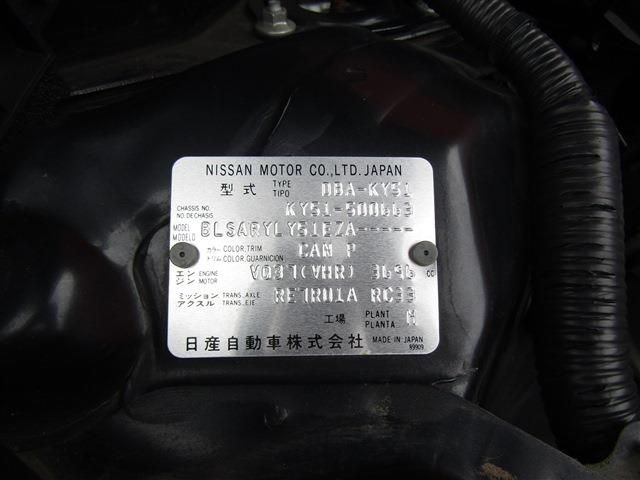 NISSAN MOTOR CO.,LTD.JAPAN
型式 TYPE TIPO DBA-KY51
CHASSIS NO. NO.DECHASIS KY51-500663
MODEL MODELO BLSARYLY51EZA-----
カラー COLOR,TRIM トリム COLOR,GUARNICION CAN P
エンジン ENGINE MOTOR VQ37(VHR) 3696 cc
ミッション アクスル TRANS.AXLE TRANS.EJE RE7R01A RC33
工場 PLANT PLANTA M
日産自動車株式会社 MADE IN JAPAN
89909